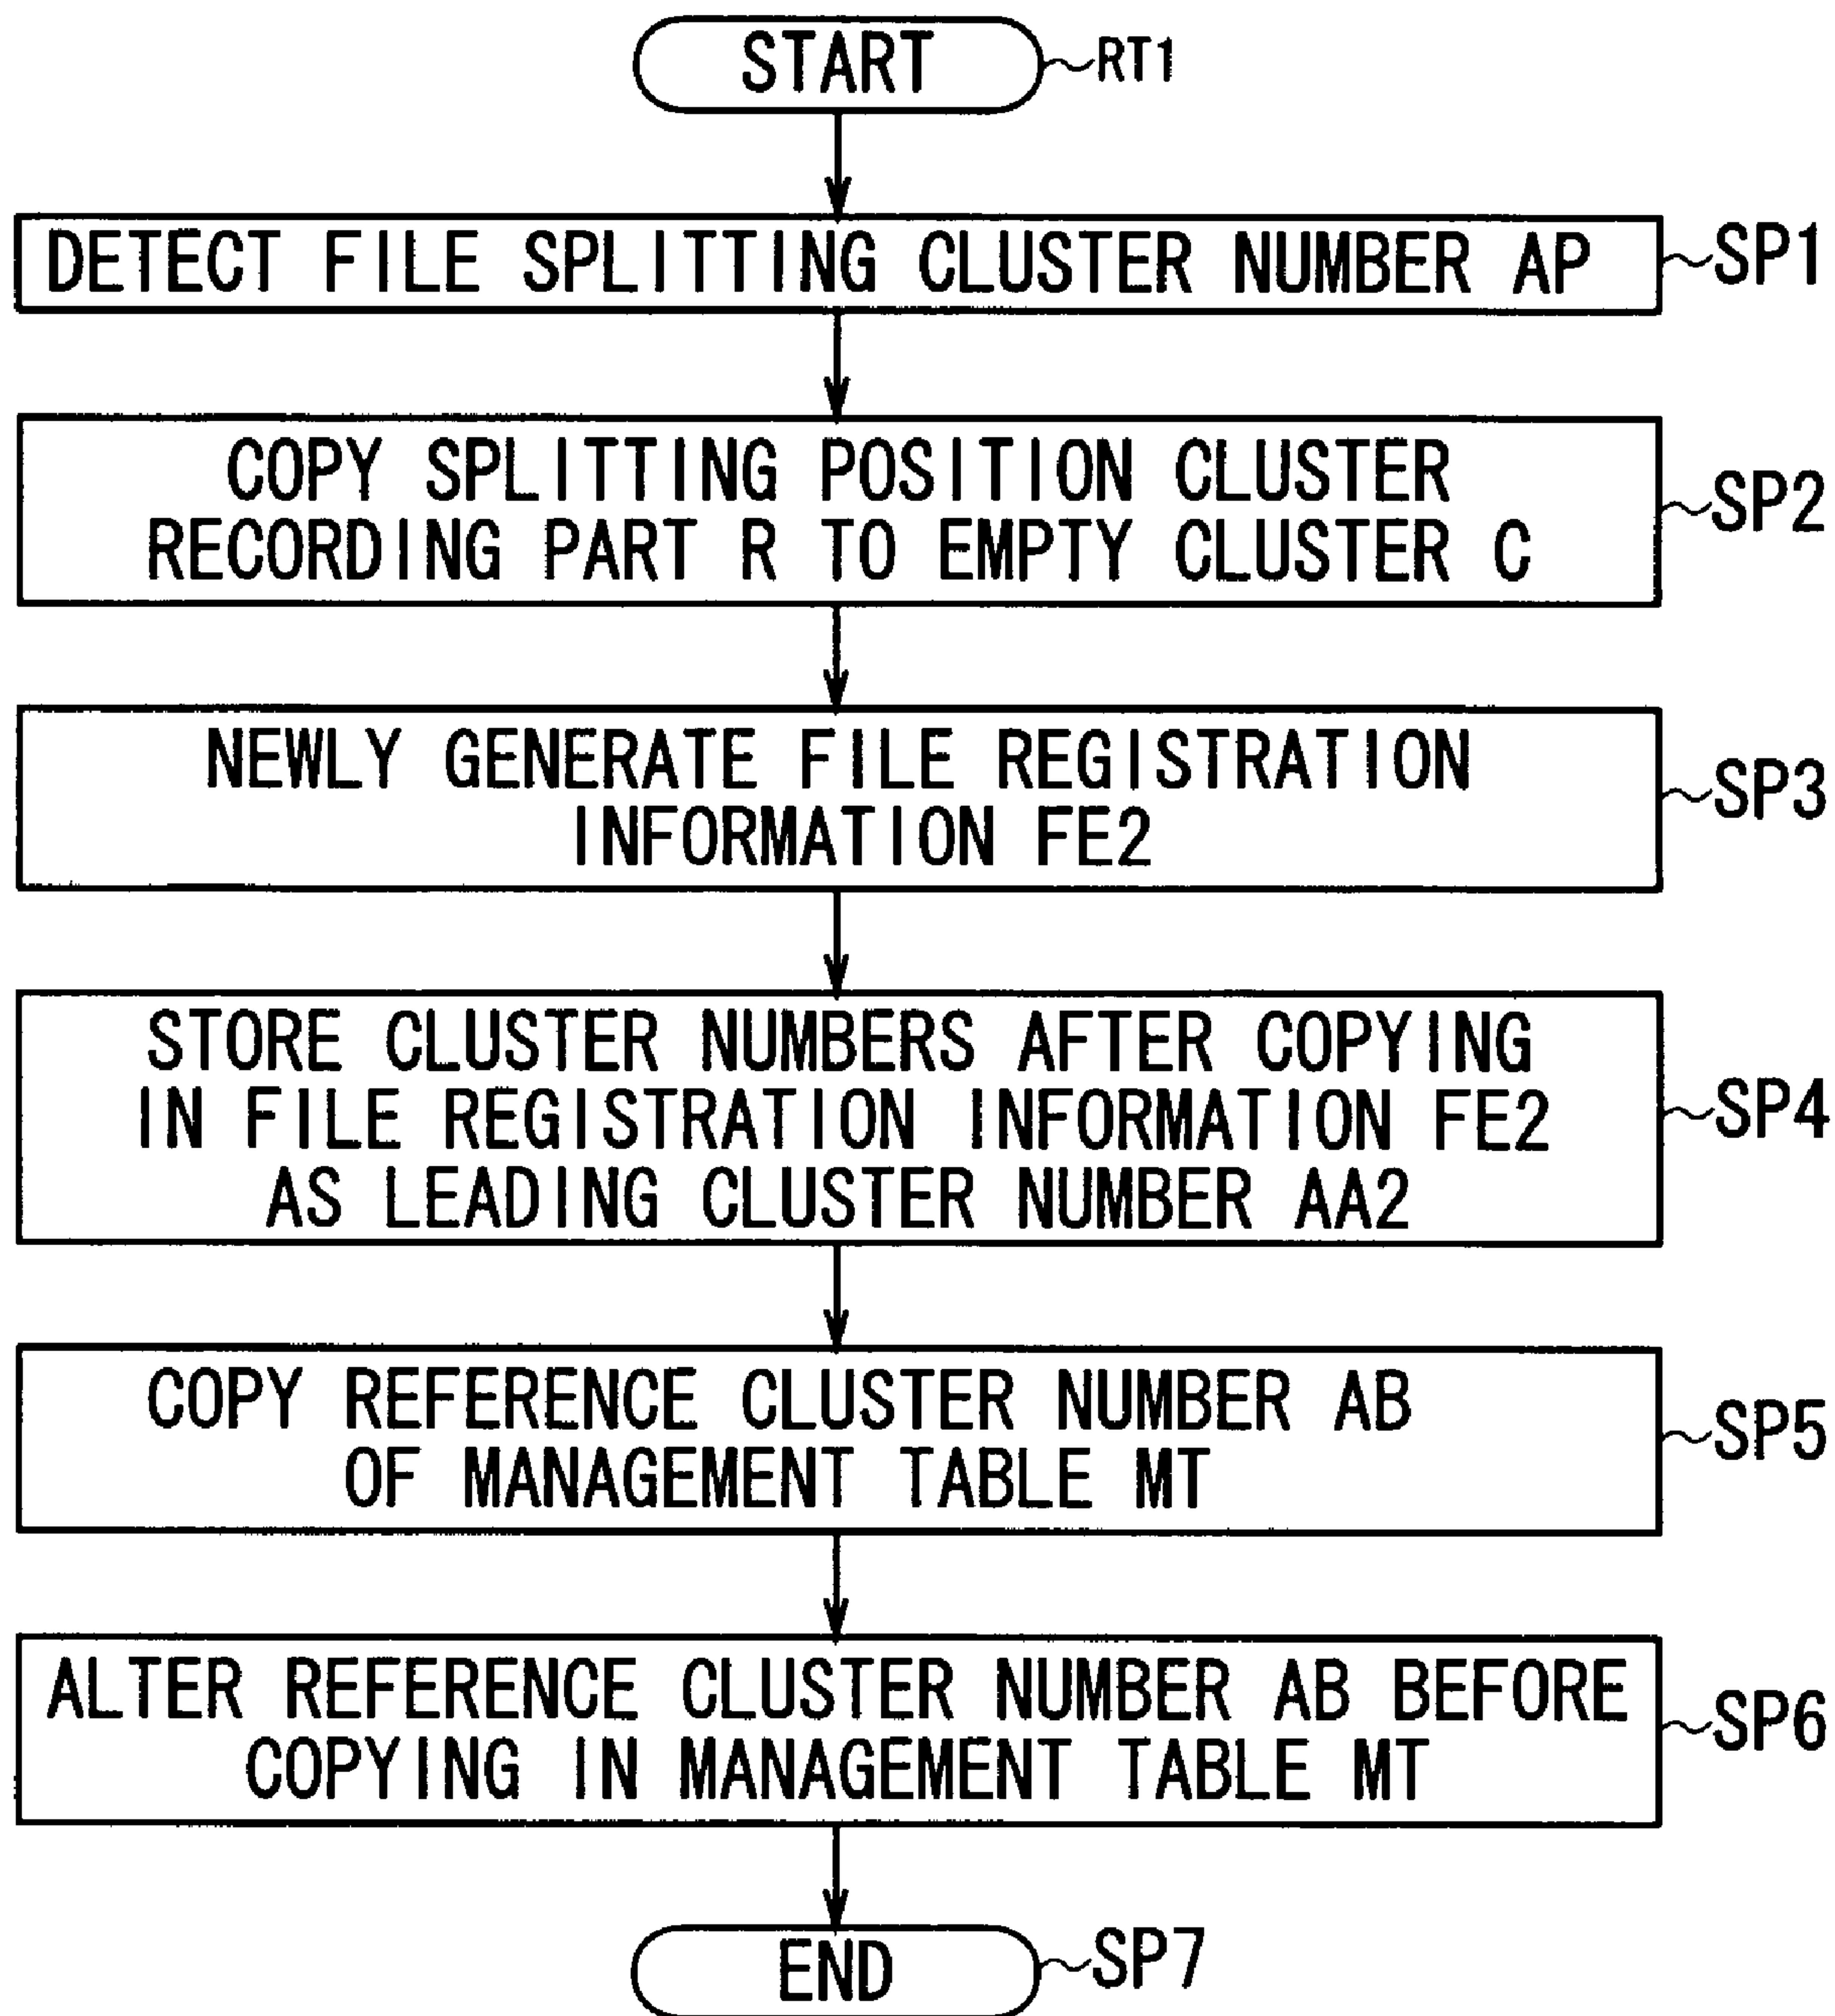 START RT1
DETECT FILE SPLITTING CLUSTER NUMBER AP SP1
COPY SPLITTING POSITION CLUSTER
RECORDING PART R TO EMPTY CLUSTER C
SP2
NEWLY GENERATE FILE REGISTRATION
INFORMATION FE2
SP3
STORE CLUSTER NUMBERS AFTER COPYING
IN FILE REGISTRATION INFORMATION FE2
AS LEADING CLUSTER NUMBER AA2
SP4
COPY REFERENCE CLUSTER NUMBER AB
OF MANAGEMENT TABLE MT
SP5
ALTER REFERENCE CLUSTER NUMBER AB BEFORE
COPYING IN MANAGEMENT TABLE MT
SP6
END SP7